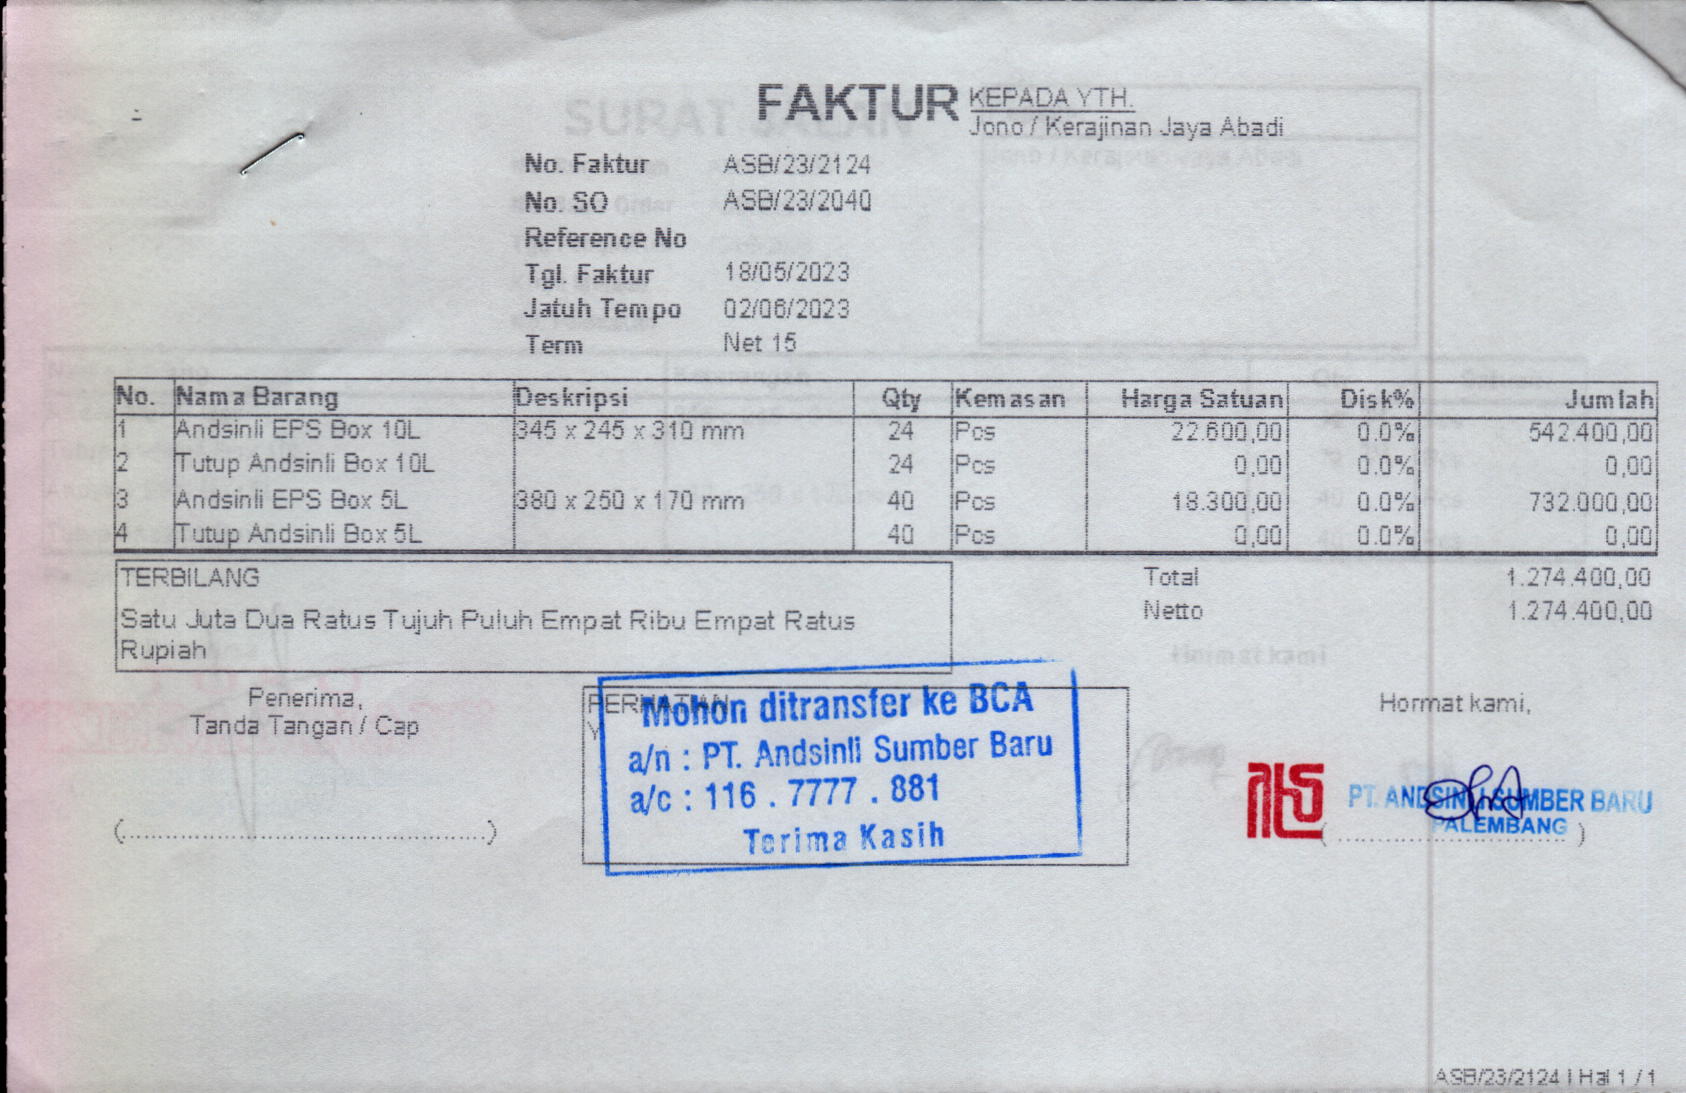 FAKTUR
KEPADA YTH.
Jono / Kerajinan Jaya Abadi
No. Faktur ASB/23/2124
No. SO ASB/23/2040
Reference No
Tgl. Faktur 18/05/2023
Jatuh Tempo 02/06/2023
Term Net 15
No. Nama Barang Deskripsi Qty Kemasan Harga Satuan Disk% Jumlah
1 Andsinli EPS Box 10L 345 x 245 x 310 mm 24 Pcs 22.600,00 0.0% 542.400,00
2 Tutup Andsinli Box 10L 24 Pcs 0,00 0.0% 0,00
3 Andsinli EPS Box 5L 380 x 250 x 170 mm 40 Pcs 18.300,00 0.0% 732.000,00
4 Tutup Andsinli Box 5L 40 Pcs 0,00 0.0% 0,00
TERBILANG
Satu Juta Dua Ratus Tujuh Puluh Empat Ribu Empat Ratus
Rupiah
Total 1.274.400,00
Netto 1.274.400,00
Penerima,
Tanda Tangan / Cap
Mohon ditransfer ke BCA
a/n : PT. Andsinli Sumber Baru
a/c : 116 . 7777 . 881
Terima Kasih
Hormat kami,
PT. ANDSINLI SUMBER BARU
PALEMBANG
ASB/23/2124 | Hal 1 / 1